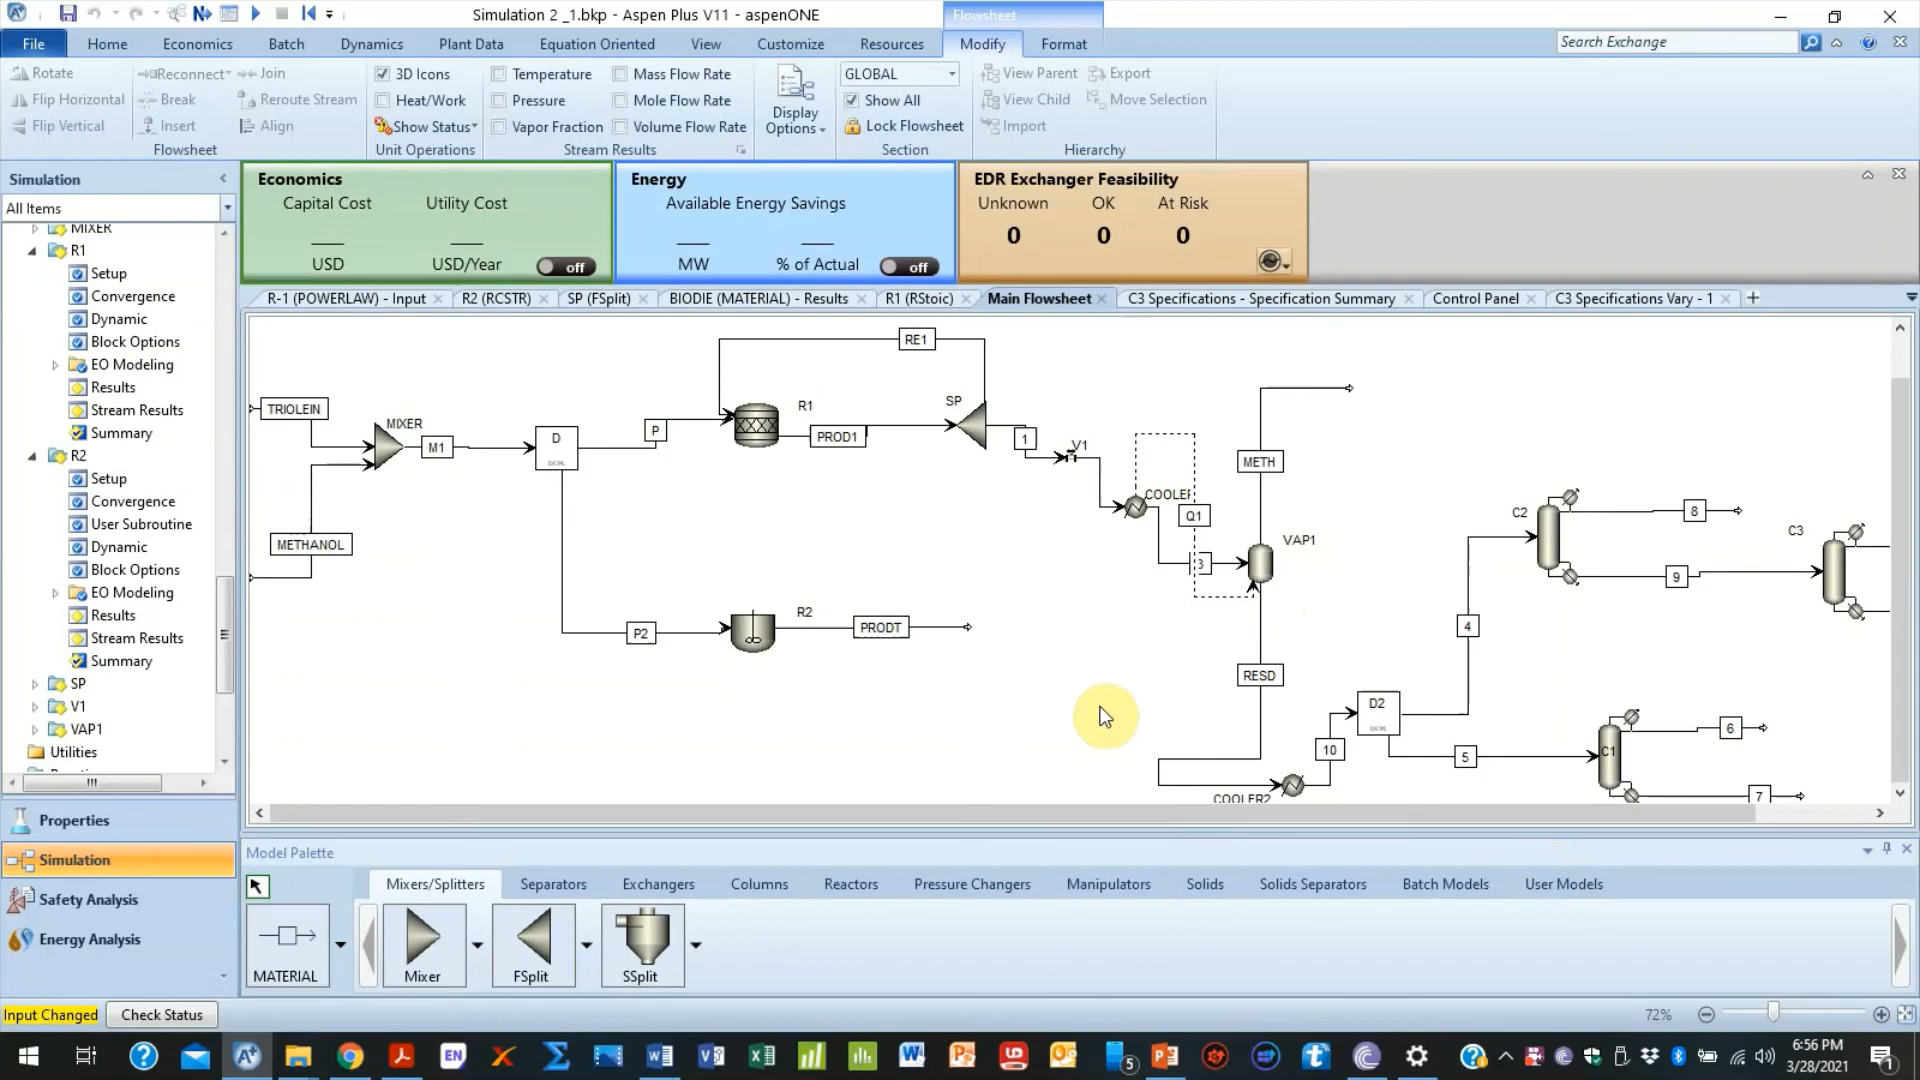 Simulation 2 _1.bkp - Aspen Plus V11 - aspenONE
Flowsheet
File
Home
Economics
Batch
Dynamics
Plant Data
Equation Oriented
View
Customize
Resources
Modify
Format
Search Exchange
Rotate
Flip Horizontal
Flip Vertical
Reconnect
Break
Insert
Join
Reroute Stream
Align
Flowsheet
3D Icons
Heat/Work
Show Status
Unit Operations
Temperature
Pressure
Vapor Fraction
Mass Flow Rate
Mole Flow Rate
Volume Flow Rate
Stream Results
Display
Options
GLOBAL
Show All
Lock Flowsheet
Section
View Parent
View Child
Import
Export
Move Selection
Hierarchy
Simulation
All Items
MIXER
R1
Setup
Convergence
Dynamic
Block Options
EO Modeling
Results
Stream Results
Summary
R2
Setup
Convergence
User Subroutine
Dynamic
Block Options
EO Modeling
Results
Stream Results
Summary
SP
V1
VAP1
Utilities
Properties
Simulation
Safety Analysis
Energy Analysis
Economics
Capital Cost
Utility Cost
USD
USD/Year
off
Energy
Available Energy Savings
MW
% of Actual
off
EDR Exchanger Feasibility
Unknown
OK
At Risk
0
0
0
R-1 (POWERLAW) - Input
R2 (RCSTR)
SP (FSplit)
BIODIE (MATERIAL) - Results
R1 (RStoic)
Main Flowsheet
C3 Specifications - Specification Summary
Control Panel
C3 Specifications Vary - 1
RE1
TRIOLEIN
MIXER
M1
D
P
R1
PROD1
SP
1
V1
COOLER
Q1
METH
3
VAP1
METHANOL
P2
R2
PRODT
RESD
C2
8
9
C3
4
D2
10
5
C1
6
7
COOLER2
Model Palette
Mixers/Splitters
Separators
Exchangers
Columns
Reactors
Pressure Changers
Manipulators
Solids
Solids Separators
Batch Models
User Models
MATERIAL
Mixer
FSplit
SSplit
Input Changed
Check Status
72%
EN
5
6:56 PM
3/28/2021
1